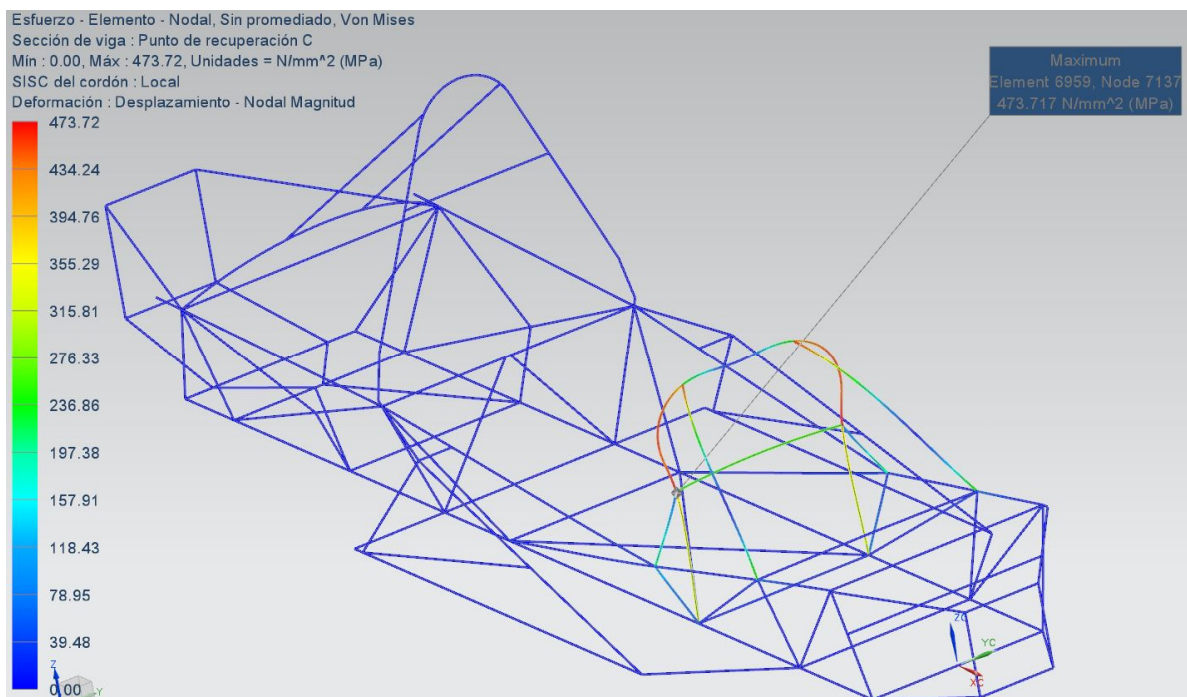 Esfuerzo - Elemento - Nodal, Sin promediado, Von Mises
Sección de viga : Punto de recuperación C
Mín : 0.00, Máx : 473.72, Unidades = N/mm^2 (MPa)
SISC del cordón : Local
Deformación : Desplazamiento - Nodal Magnitud
Maximum
Element 6959, Node 7137
473.717 N/mm^2 (MPa)
473.72
434.24
394.76
355.29
315.81
276.33
236.86
197.38
157.91
118.43
78.95
39.48
0.00
Z
Y
ZC
YC
XC